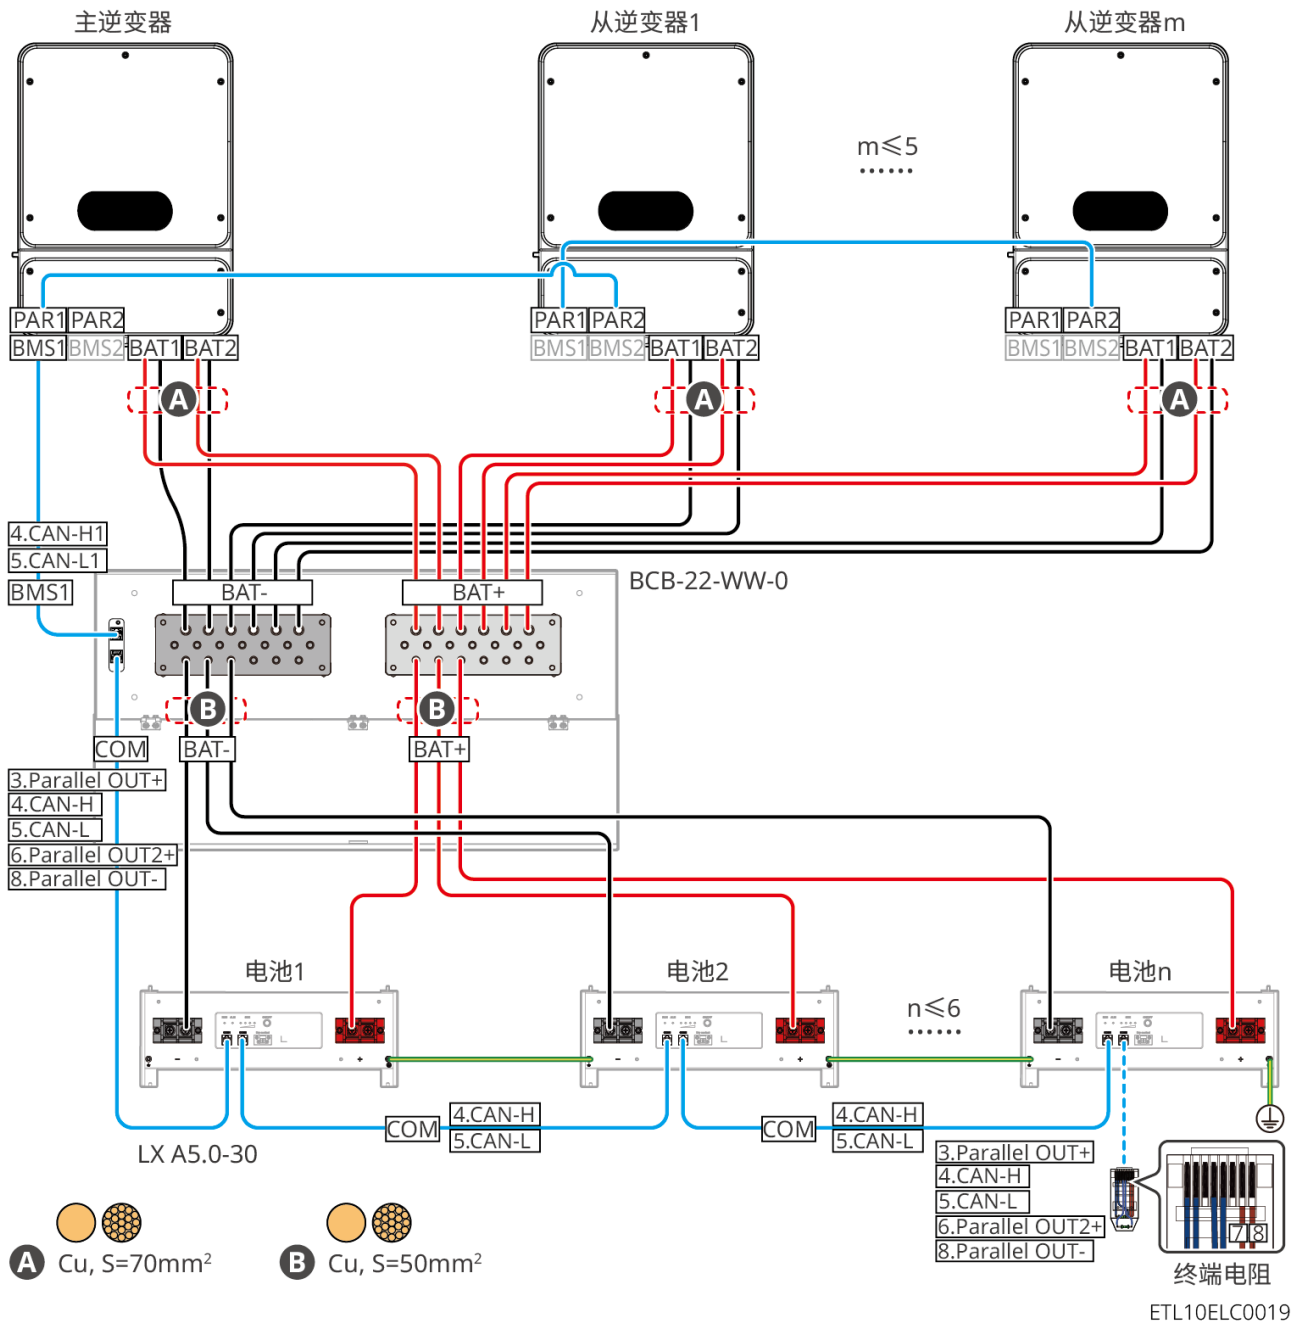 主逆变器
从逆变器1
从逆变器m
m≤5
PAR1 PAR2
BMS1 BMS2 BAT1 BAT2
PAR1 PAR2
BMS1 BMS2 BAT1 BAT2
PAR1 PAR2
BMS1 BMS2 BAT1 BAT2
A
A
A
4.CAN-H1
5.CAN-L1
BMS1
BAT-
BAT+
BCB-22-WW-0
B
B
COM
BAT-
BAT+
3.Parallel OUT+
4.CAN-H
5.CAN-L
6.Parallel OUT2+
8.Parallel OUT-
电池1
电池2
电池n
n≤6
- +
- +
- +
COM
4.CAN-H
5.CAN-L
COM
4.CAN-H
5.CAN-L
LX A5.0-30
3.Parallel OUT+
4.CAN-H
5.CAN-L
6.Parallel OUT2+
8.Parallel OUT-
7 8
终端电阻
A Cu, S=70mm²
B Cu, S=50mm²
ETL10ELC0019